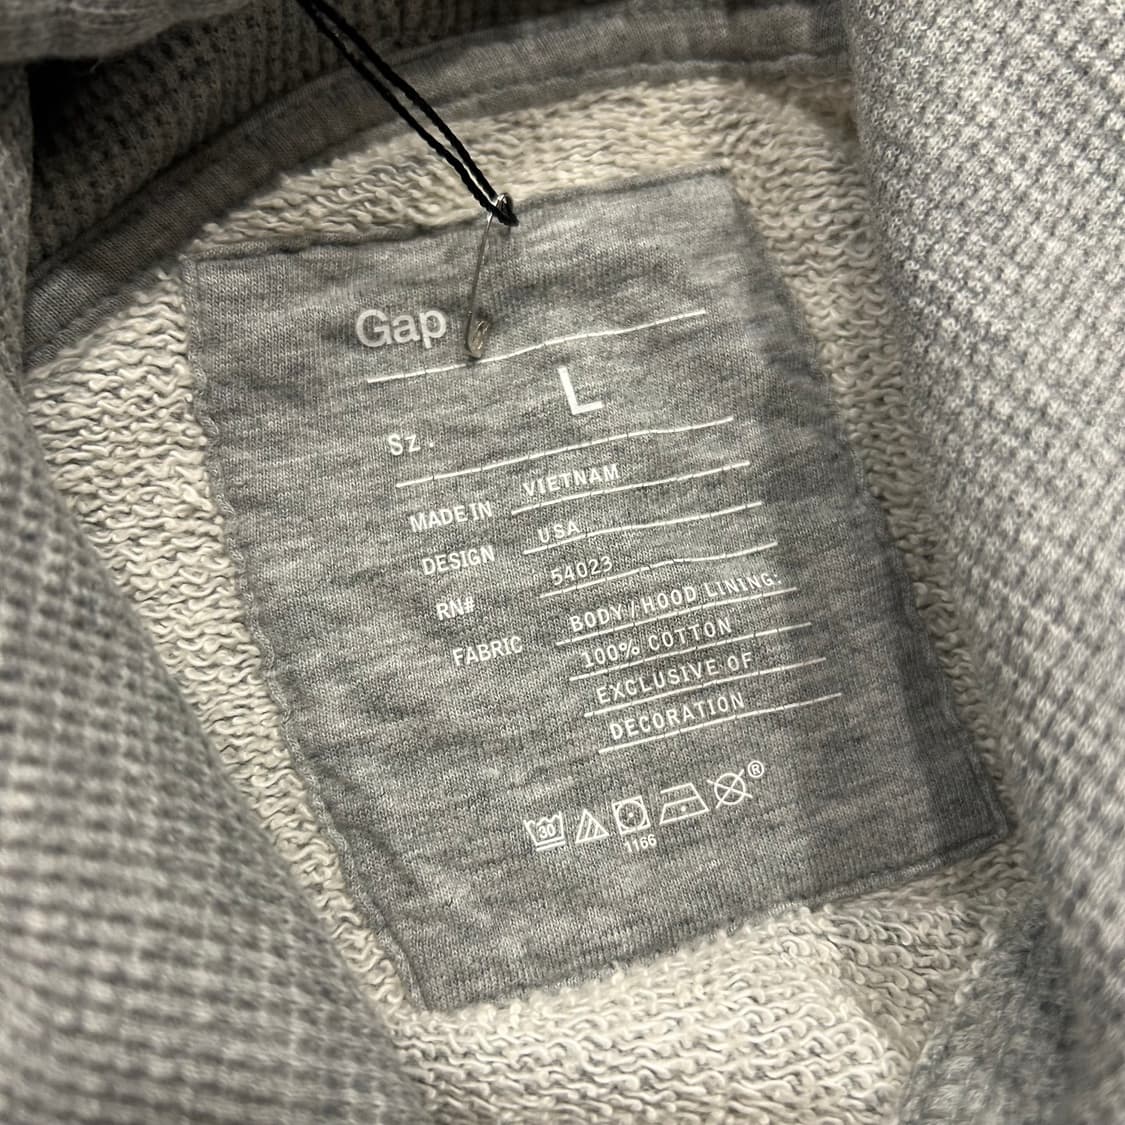 Gap
Sz. L
MADE IN VIETNAM
DESIGN USA
RN# 54023
FABRIC BODY/HOOD LINING:
100% COTTON
EXCLUSIVE OF
DECORATION
30
®
1166